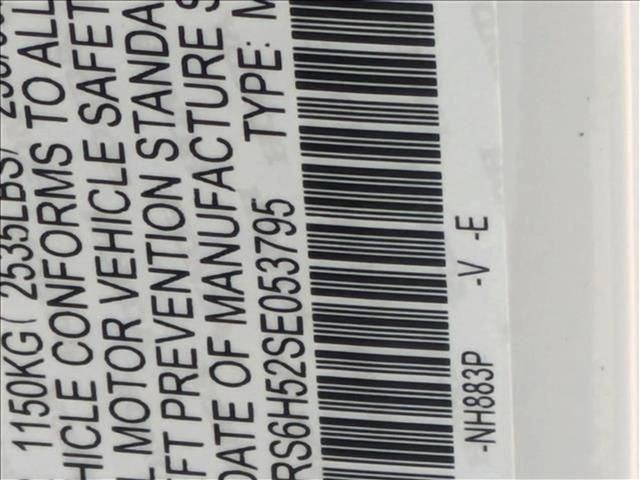 1150KG( 2535LBS)
HICLE CONFORMS TO ALL
MOTOR VEHICLE SAFET
FT PREVENTION STANDA
DATE OF MANUFACTURE S
RS6H52SE053795 TYPE: M
-NH883P -V -E